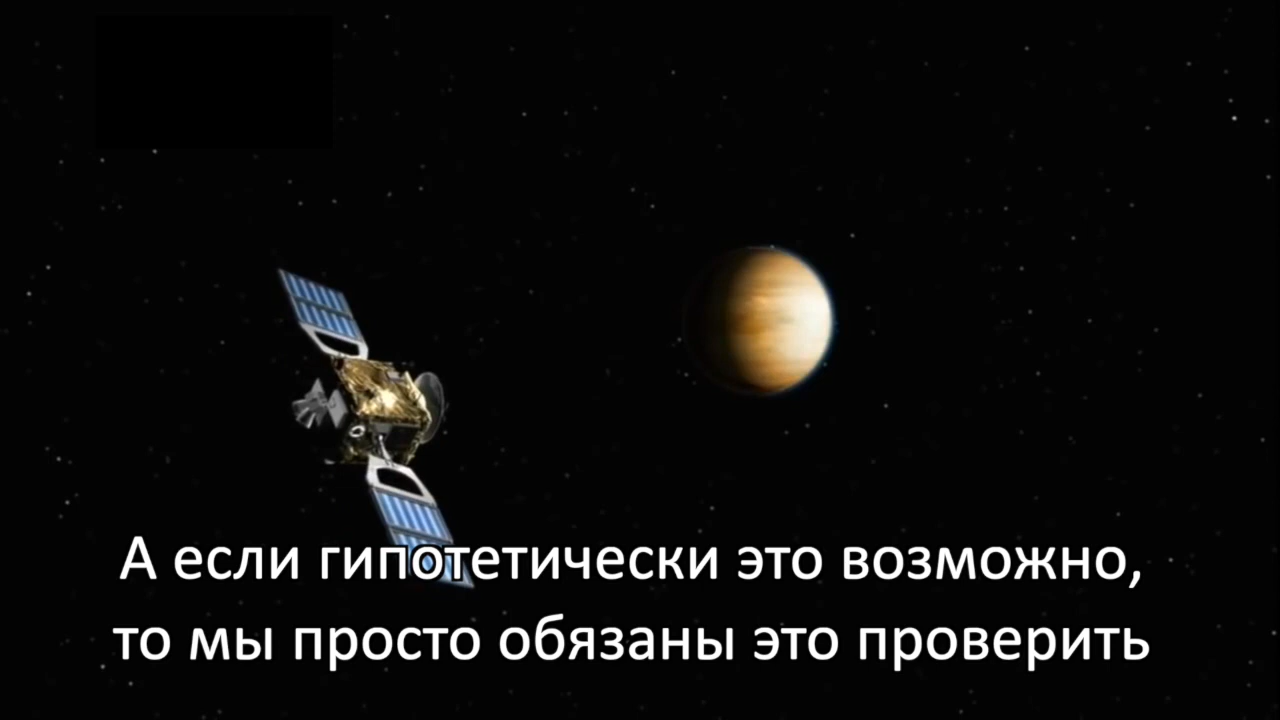 А если гипотетически это возможно,
то мы просто обязаны это проверить